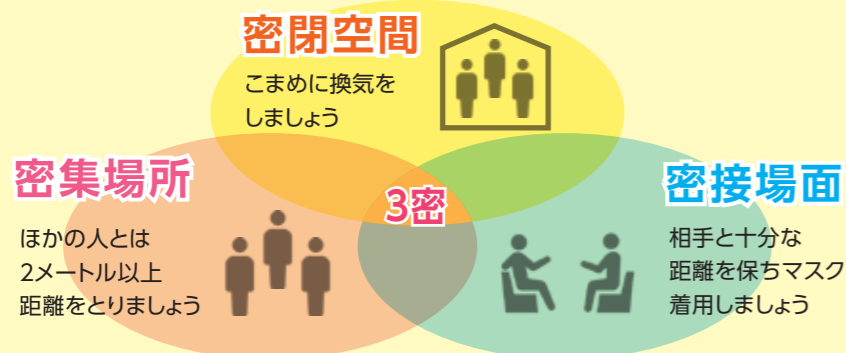 密閉空間
こまめに換気を
しましょう
密集場所
ほかの人とは
2メートル以上
距離をとりましょう
3密
密接場面
相手と十分な
距離を保ちマスク
着用しましょう